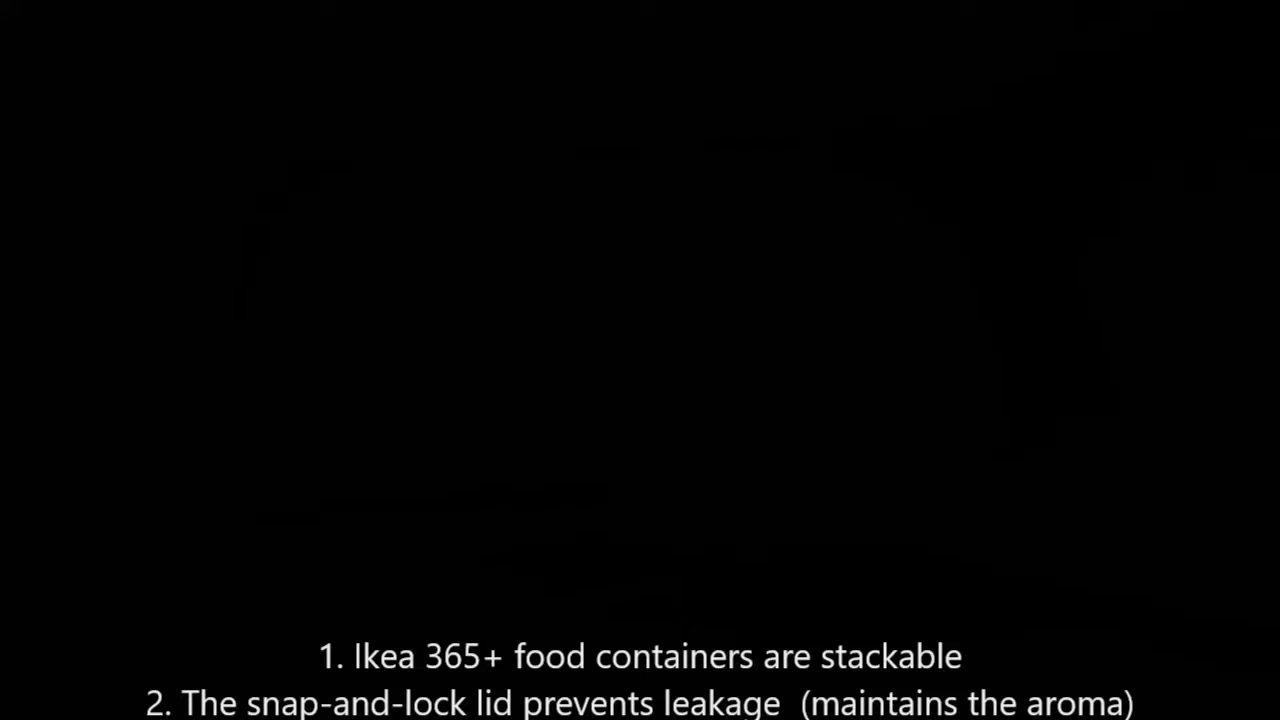 1. Ikea 365+ food containers are stackable
2. The snap-and-lock lid prevents leakage  (maintains the aroma)